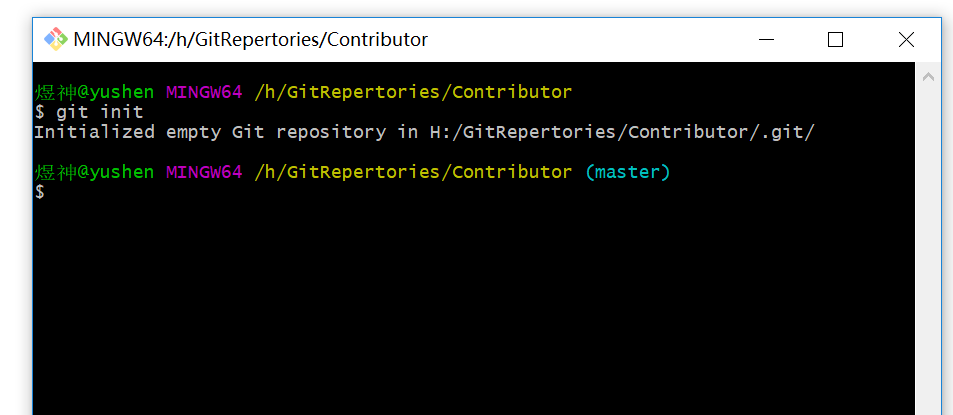 MINGW64:/h/GitRepertories/Contributor
煜神@yushen MINGW64 /h/GitRepertories/Contributor
$ git init
Initialized empty Git repository in H:/GitRepertories/Contributor/.git/
煜神@yushen MINGW64 /h/GitRepertories/Contributor (master)
$